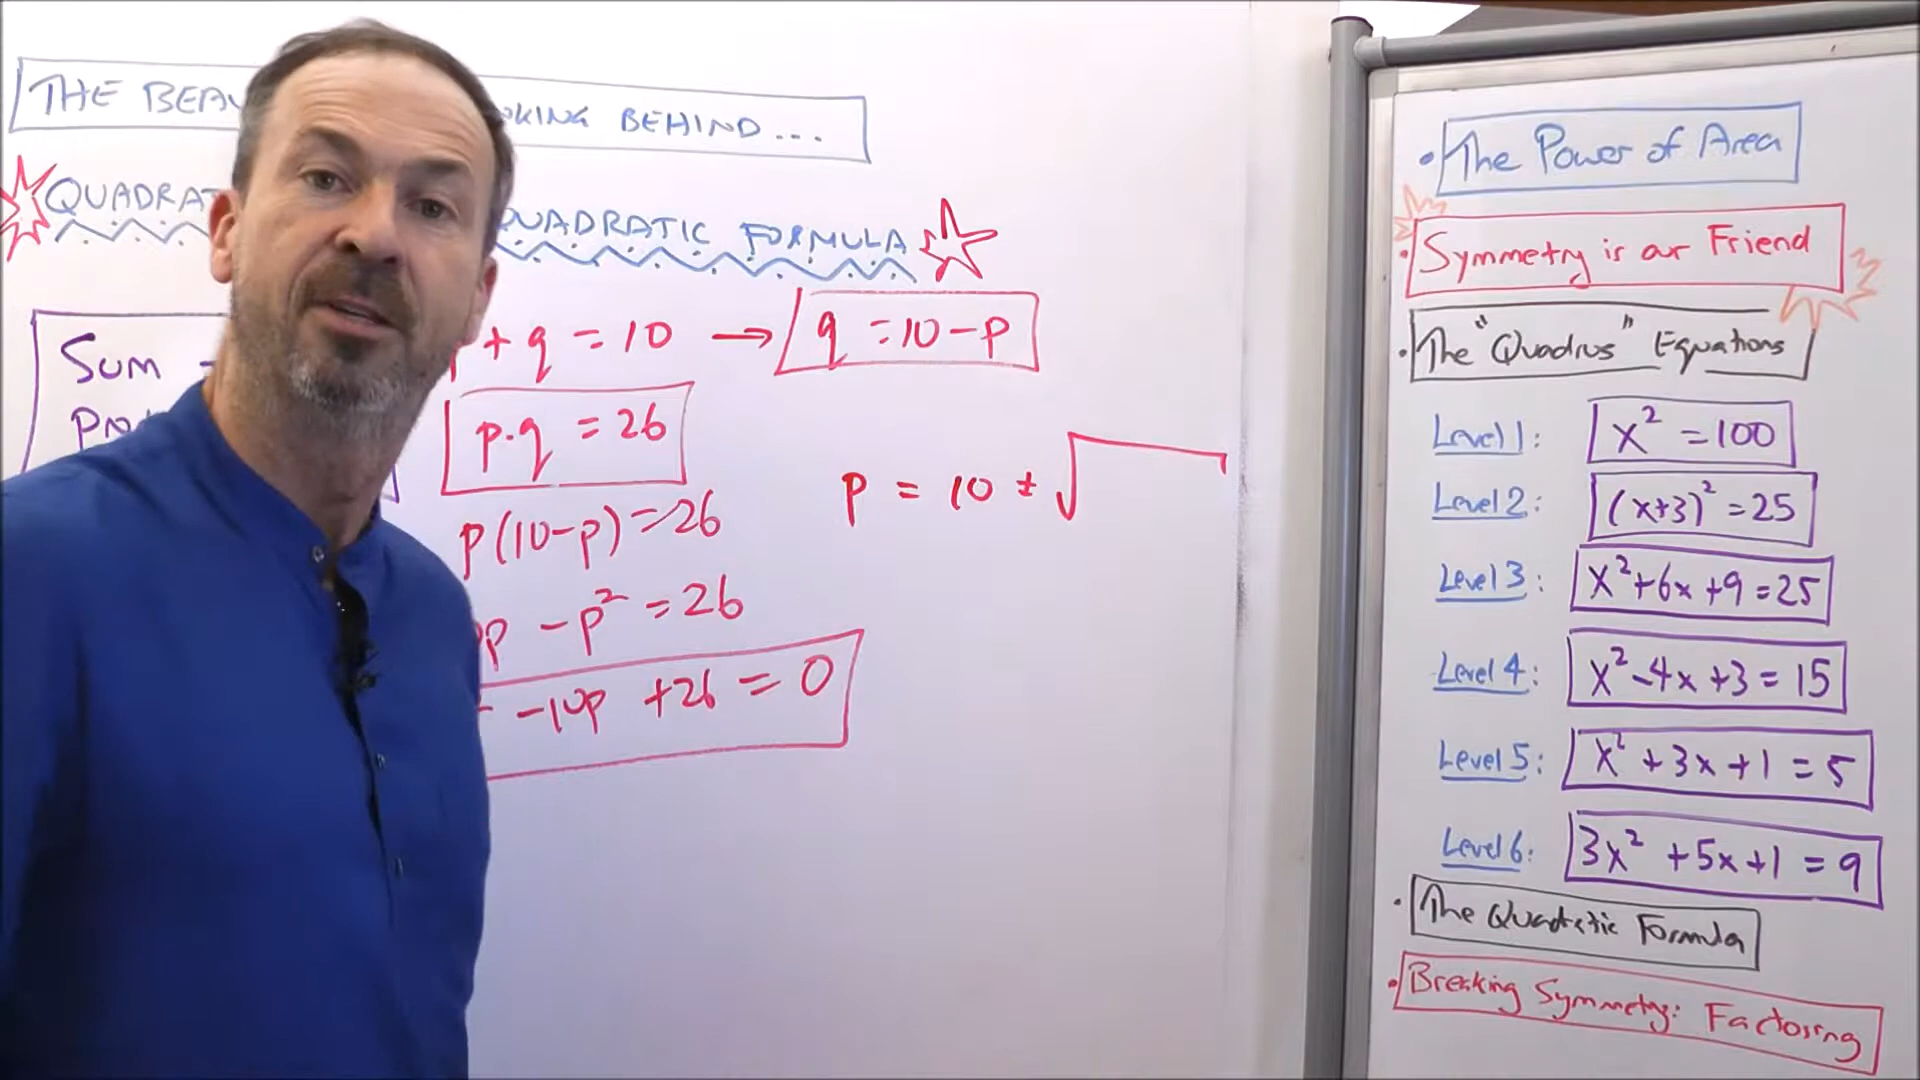 THE BEAU
OKING BEHIND...
QUADRAT
QUADRATIC FORMULA
Sum
+ q = 10 → q = 10 - p
p.q = 26
p(10-p) = 26
p - p² = 26
-10p + 26 = 0
p = 10 ± √
• The Power of Area
• Symmetry is our Friend
• The "Quadrus" Equations
Level 1: x² = 100
Level 2: (x+3)² = 25
Level 3: x² + 6x + 9 = 25
Level 4: x² - 4x + 3 = 15
Level 5: x² + 3x + 1 = 5
Level 6: 3x² + 5x + 1 = 9
• The Quadratic Formula
• Breaking Symmetry: Factoring